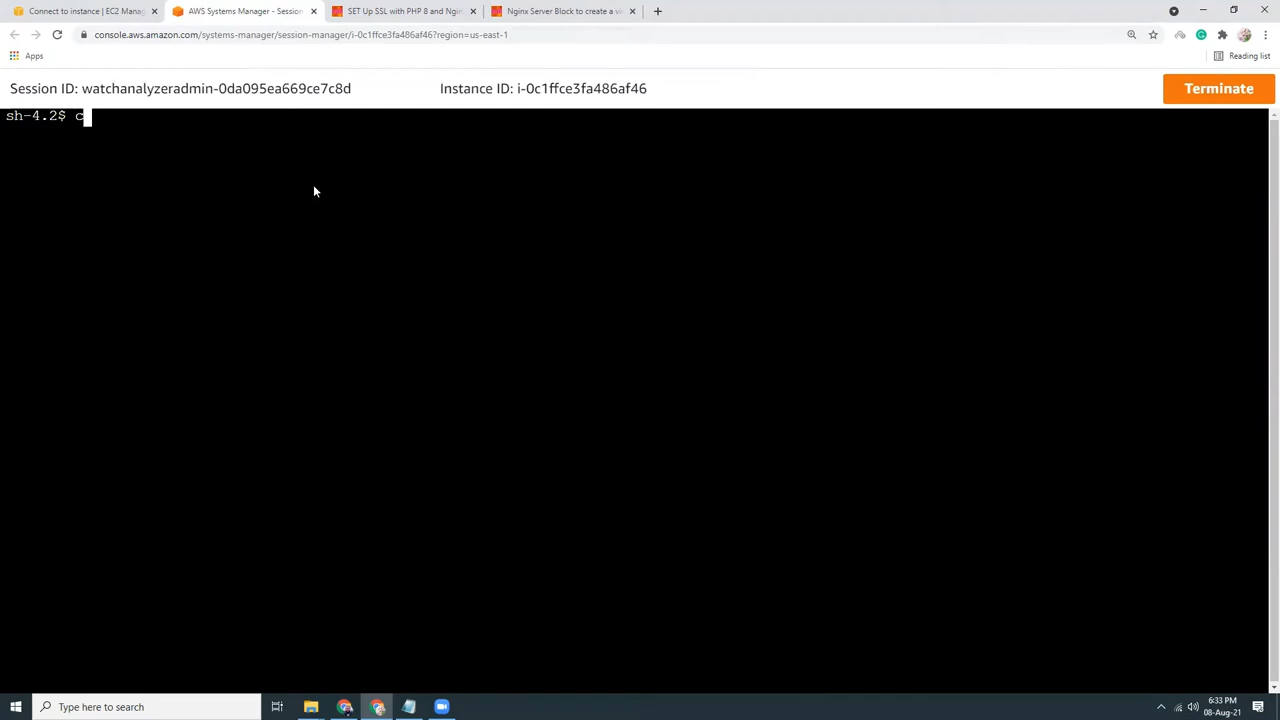 Connect to instance | EC2 Manag
AWS Systems Manager - Session
SET Up SSL with PHP 8 and Ngin
Nginx Server Block to create a vi
console.aws.amazon.com/systems-manager/session-manager/i-0c1ffce3fa486af46?region=us-east-1
Apps
Reading list
Session ID: watchanalyzeradmin-0da095ea669ce7c8d
Instance ID: i-0c1ffce3fa486af46
Terminate
sh-4.2$ c
Type here to search
6:33 PM
08-Aug-21